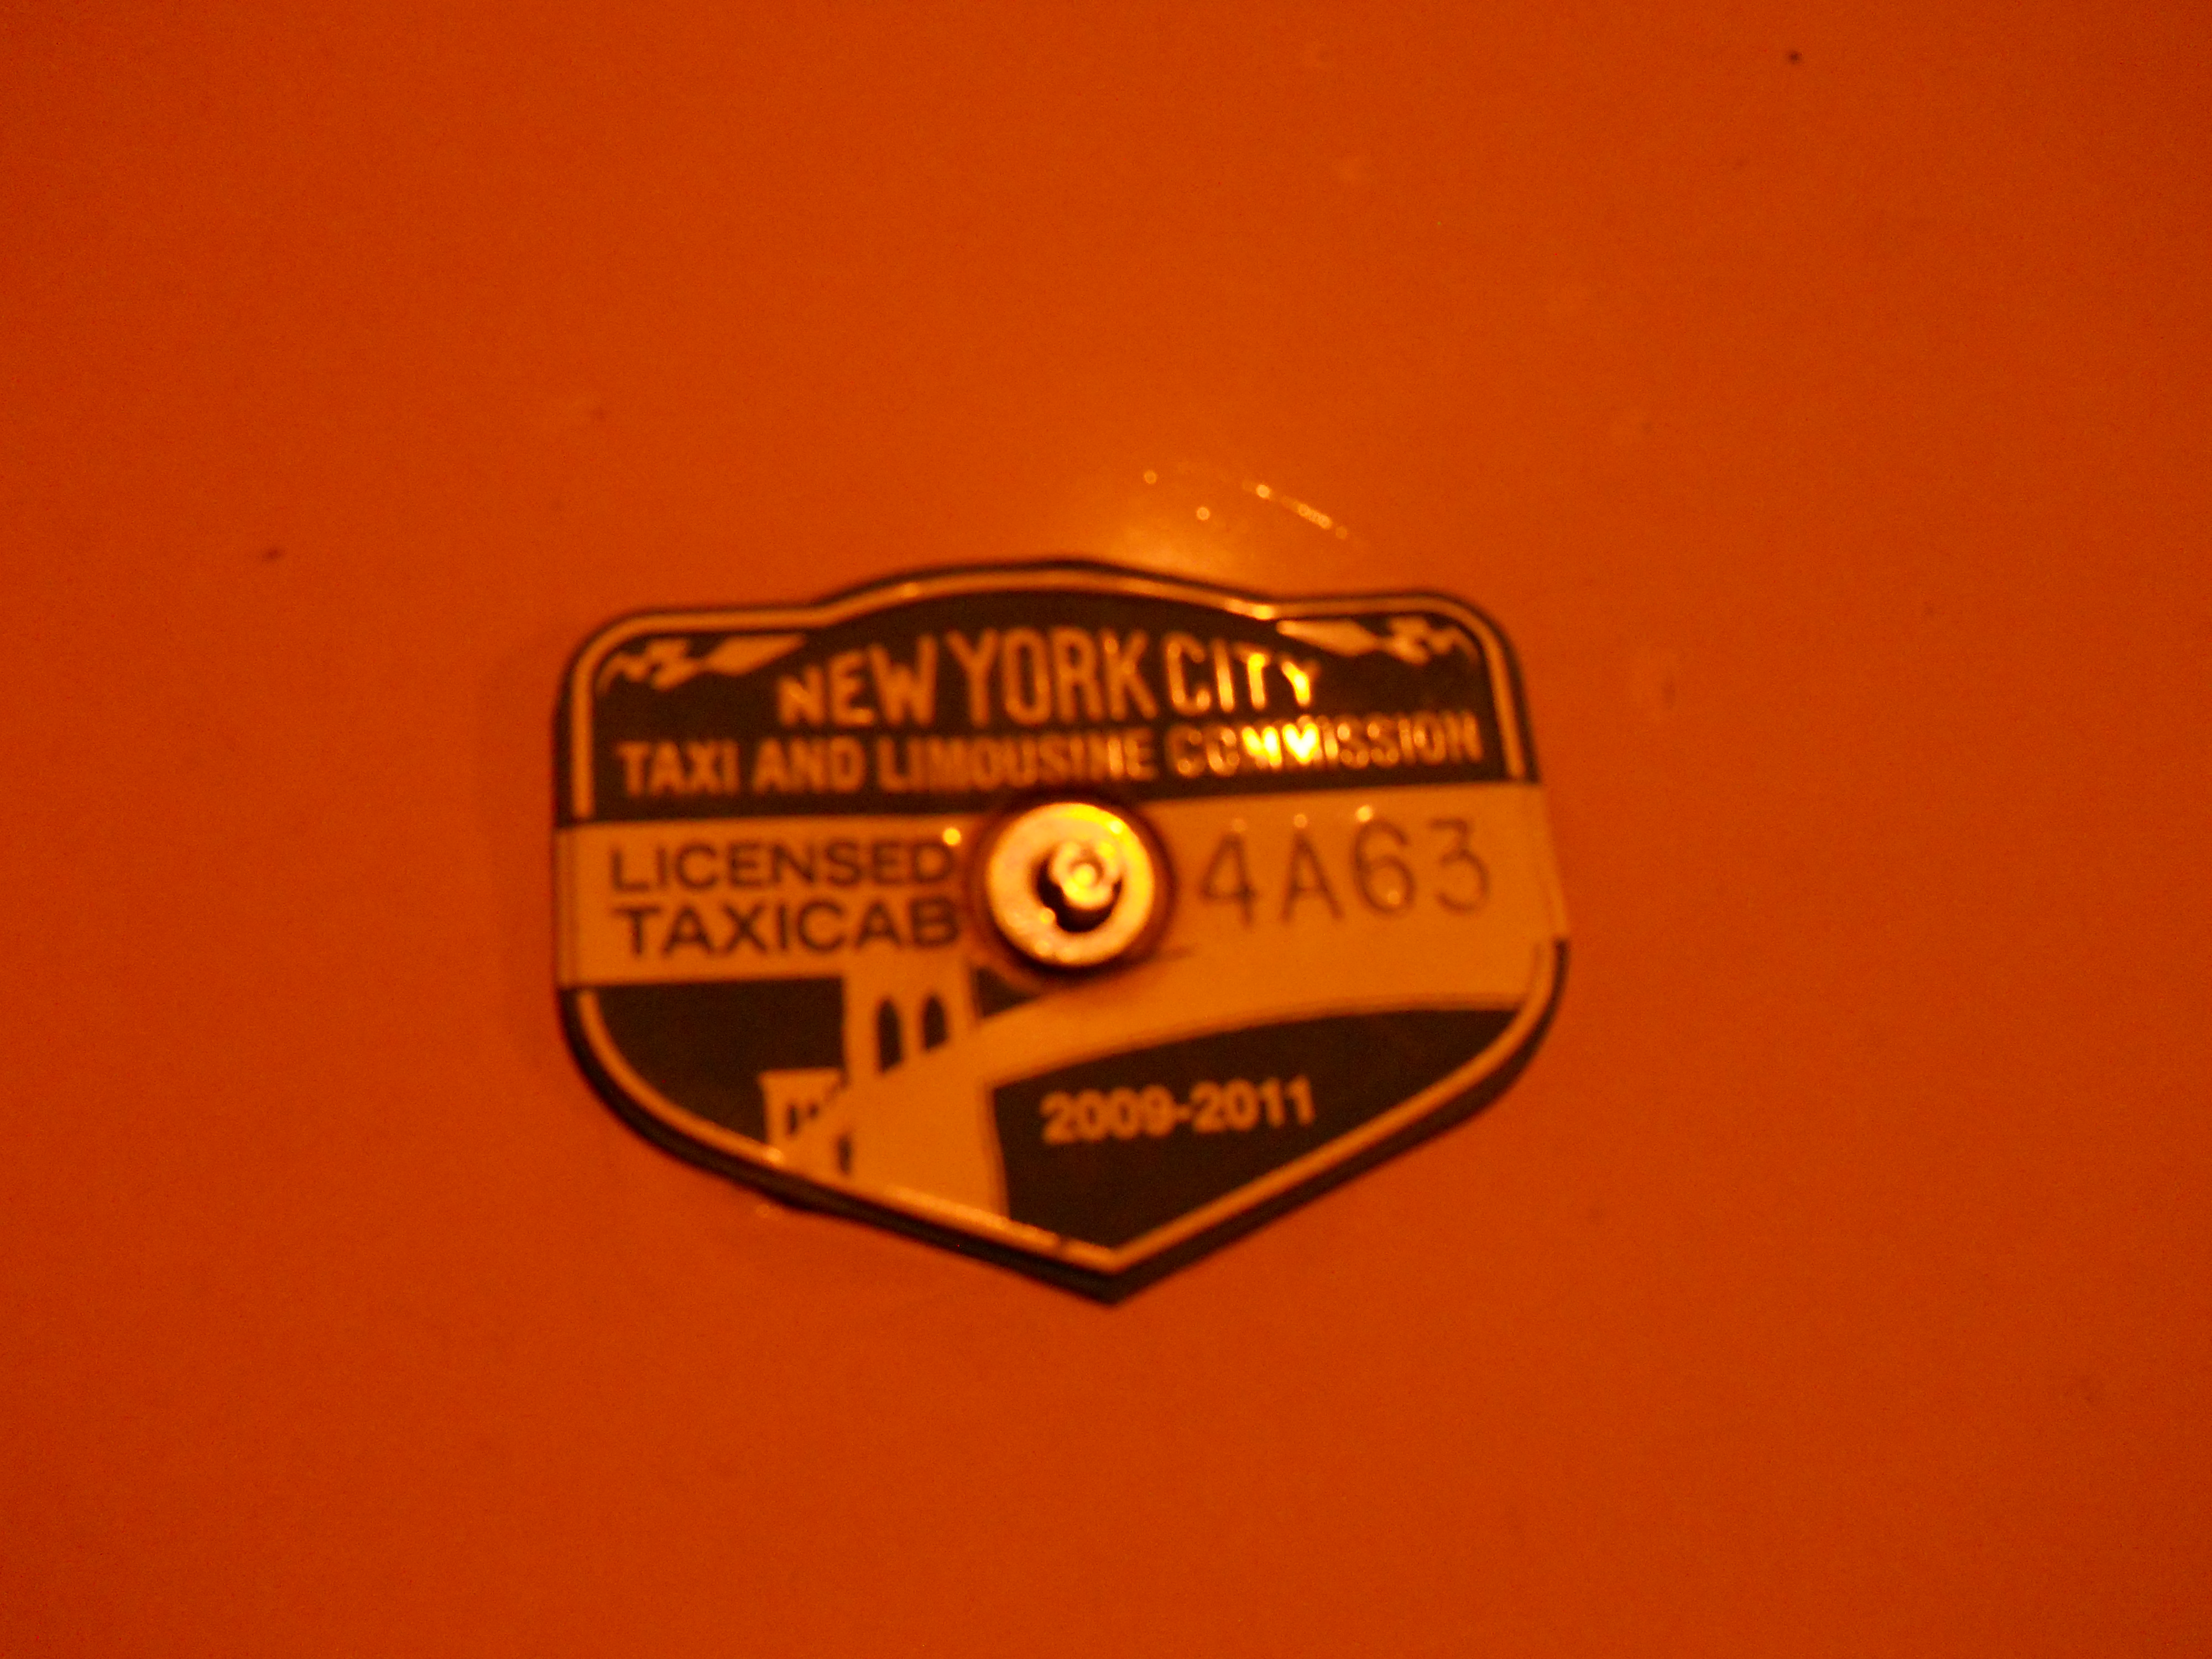 NEW YORK CITY
TAXI AND LIMOUSINE COMMISSION
LICENSED
TAXICAB
4A63
2009-2011